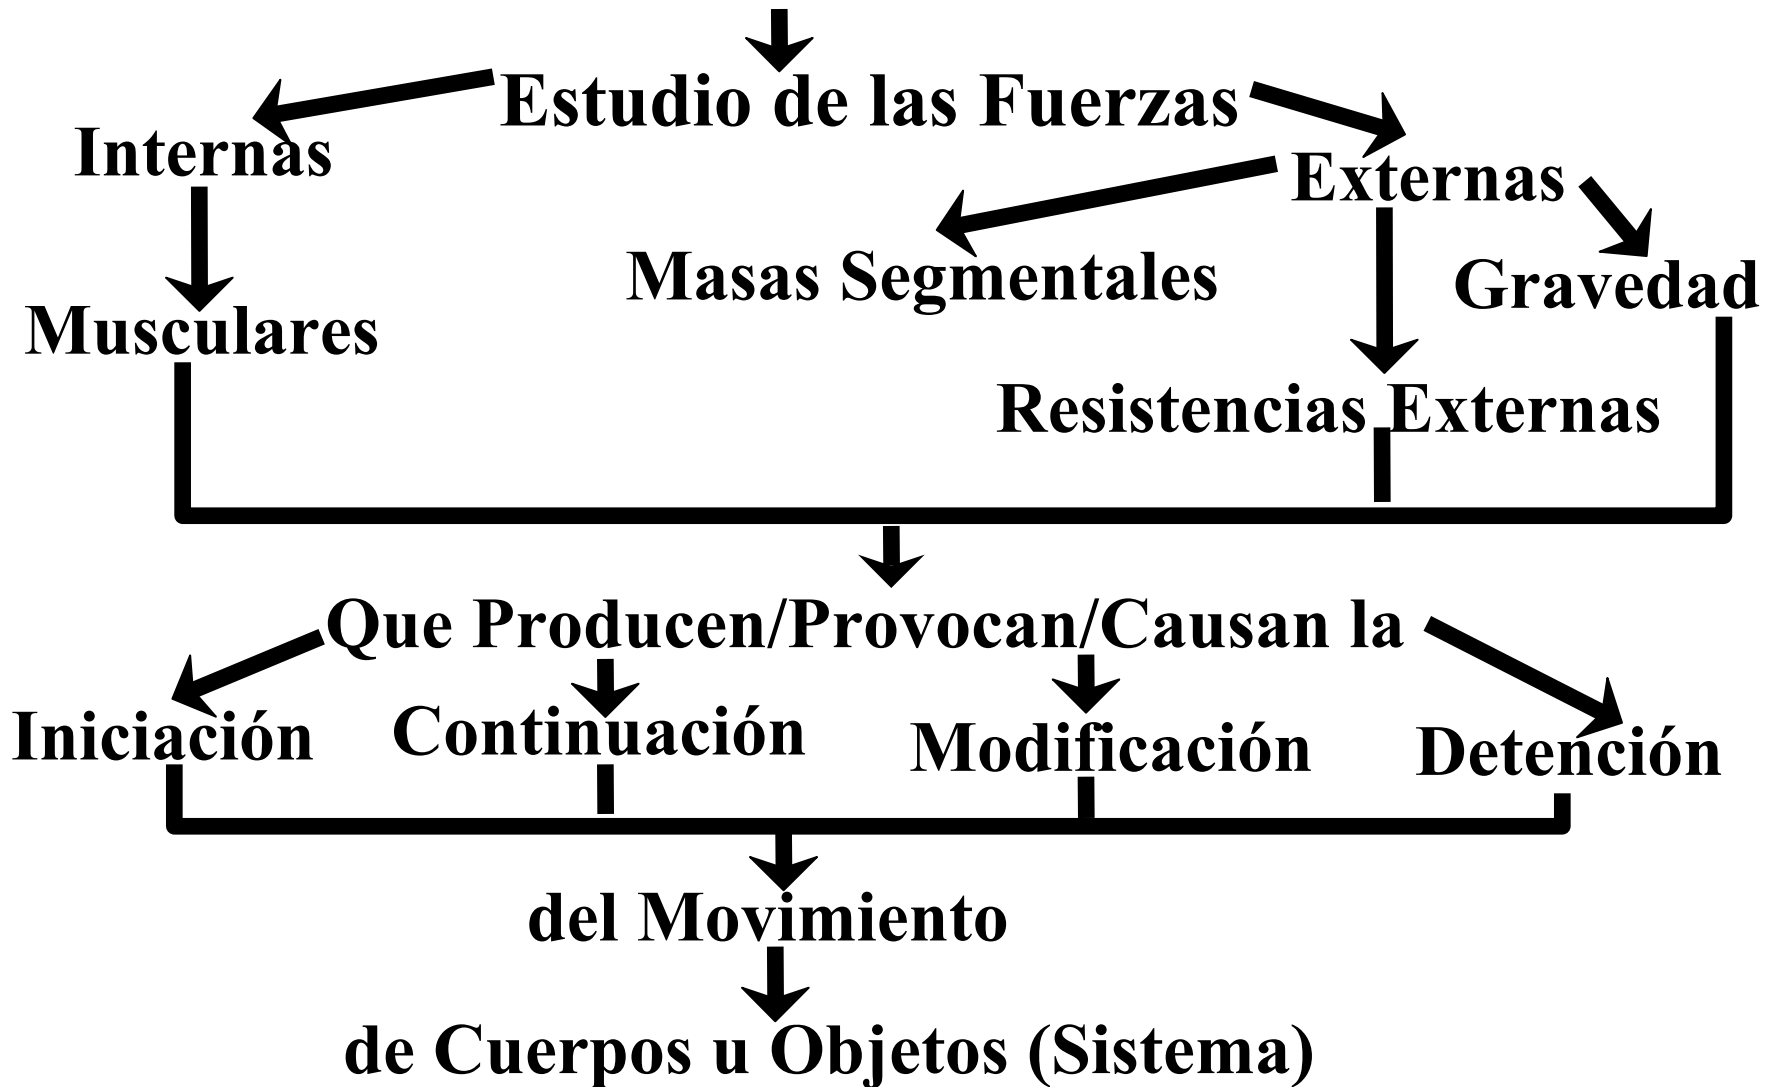 Estudio de las Fuerzas
Internas
Externas
Masas Segmentales
Gravedad
Musculares
Resistencias Externas
Que Producen/Provocan/Causan la
Iniciación
Continuación
Modificación
Detención
del Movimiento
de Cuerpos u Objetos (Sistema)